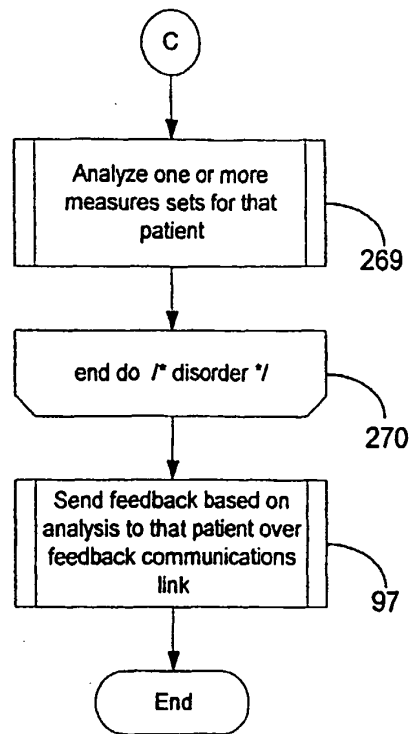 C
Analyze one or more
measures sets for that
patient
269
end do /* disorder */
270
Send feedback based on
analysis to that patient over
feedback communications
link
97
End